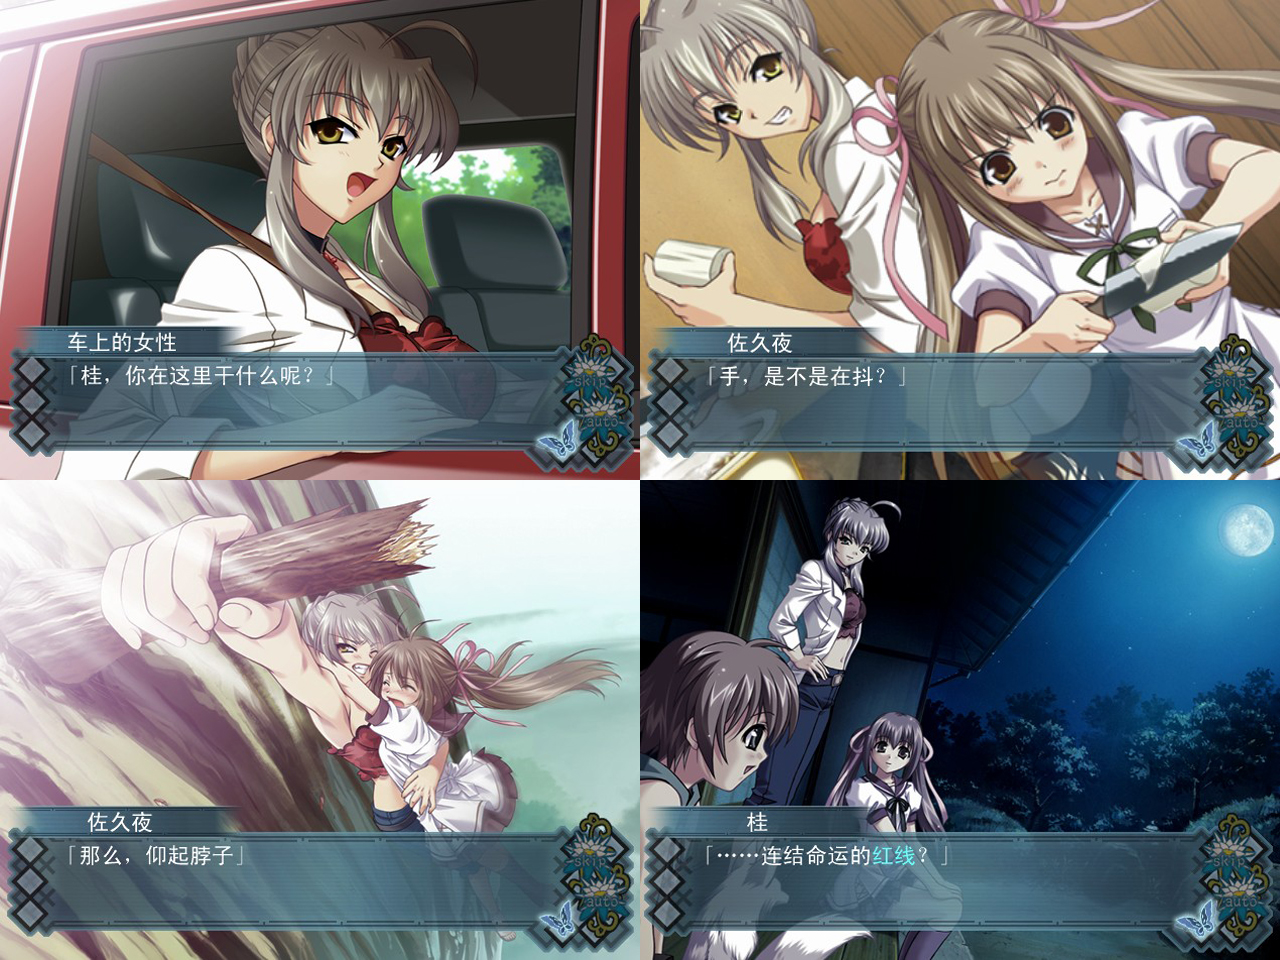 车上的女性
「桂，你在这里干什么呢？」
skip
auto
佐久夜
「手，是不是在抖？」
skip
auto
佐久夜
「那么，仰起脖子」
skip
auto
桂
「……连结命运的红线？」
skip
auto